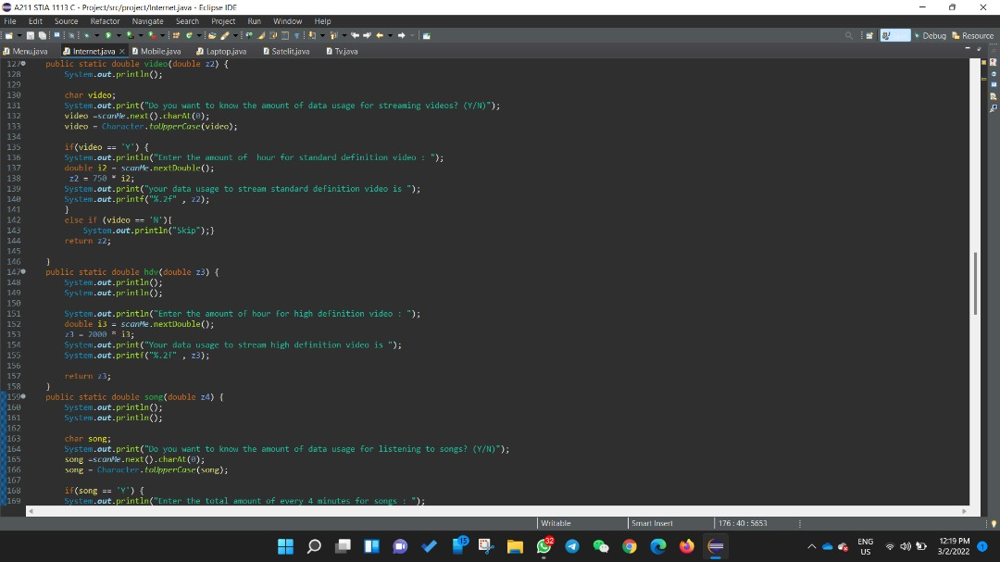 A211 STIA 1113 C - Project/src/project/Internet.java - Eclipse IDE
File Edit Source Refactor Navigate Search Project Run Window Help
Debug Resource
Menu.java Internet.java Mobile.java Laptop.java Satelit.java Tv.java
127 public static double video(double z2) {
128 System.out.println();
129
130 char video;
131 System.out.print("Do you want to know the amount of data usage for streaming videos? (Y/N)");
132 video =scanMe.next().charAt(0);
133 video = Character.toUpperCase(video);
134
135 if(video == 'Y') {
136 System.out.println("Enter the amount of  hour for standard definition video : ");
137 double i2 = scanMe.nextDouble();
138 z2 = 750 * i2;
139 System.out.print("your data usage to stream standard definition video is ");
140 System.out.printf("%.2f" , z2);
141 }
142 else if (video == 'N'){
143 System.out.println("Skip");}
144 return z2;
145
146 }
147 public static double hdv(double z3) {
148 System.out.println();
149 System.out.println();
150
151 System.out.println("Enter the amount of hour for high definition video : ");
152 double i3 = scanMe.nextDouble();
153 z3 = 2000 * i3;
154 System.out.print("Your data usage to stream high definition video is ");
155 System.out.printf("%.2f" , z3);
156
157 return z3;
158 }
159 public static double song(double z4) {
160 System.out.println();
161 System.out.println();
162
163 char song;
164 System.out.print("Do you want to know the amount of data usage for listening to songs? (Y/N)");
165 song =scanMe.next().charAt(0);
166 song = Character.toUpperCase(song);
167
168 if(song == 'Y') {
169 System.out.println("Enter the total amount of every 4 minutes for songs : ");
Writable Smart Insert 176 : 40 : 5653
15 32 ENG US 12:19 PM 3/2/2022 1